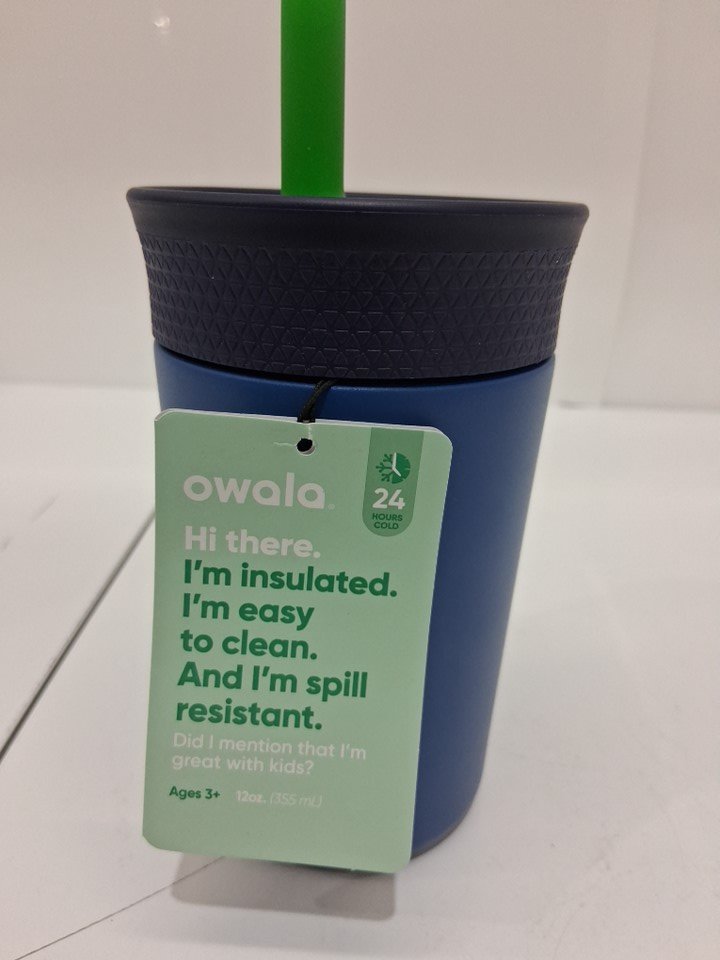 owala
24
HOURS
COLD
Hi there.
I'm insulated.
I'm easy
to clean.
And I'm spill
resistant.
Did I mention that I'm
great with kids?
Ages 3+ 12oz. (355 mL)